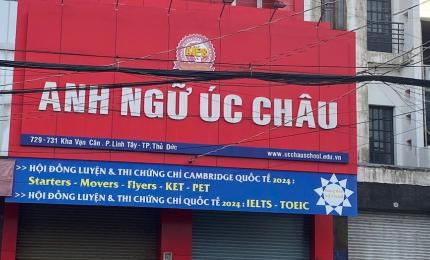 AES
ANH NGỮ ÚC CHÂU
729 - 731 Kha Vạn Cân . P. Linh Tây - TP. Thủ Đức
www.ucchauschool.edu.vn
>> HỘI ĐỒNG LUYỆN & THI CHỨNG CHỈ CAMBRIDGE QUỐC TẾ 2024 :
Starters - Movers - Flyers - KET - PET
>> HỘI ĐỒNG LUYỆN & THI CHỨNG CHỈ QUỐC TẾ 2024 : IELTS - TOEIC